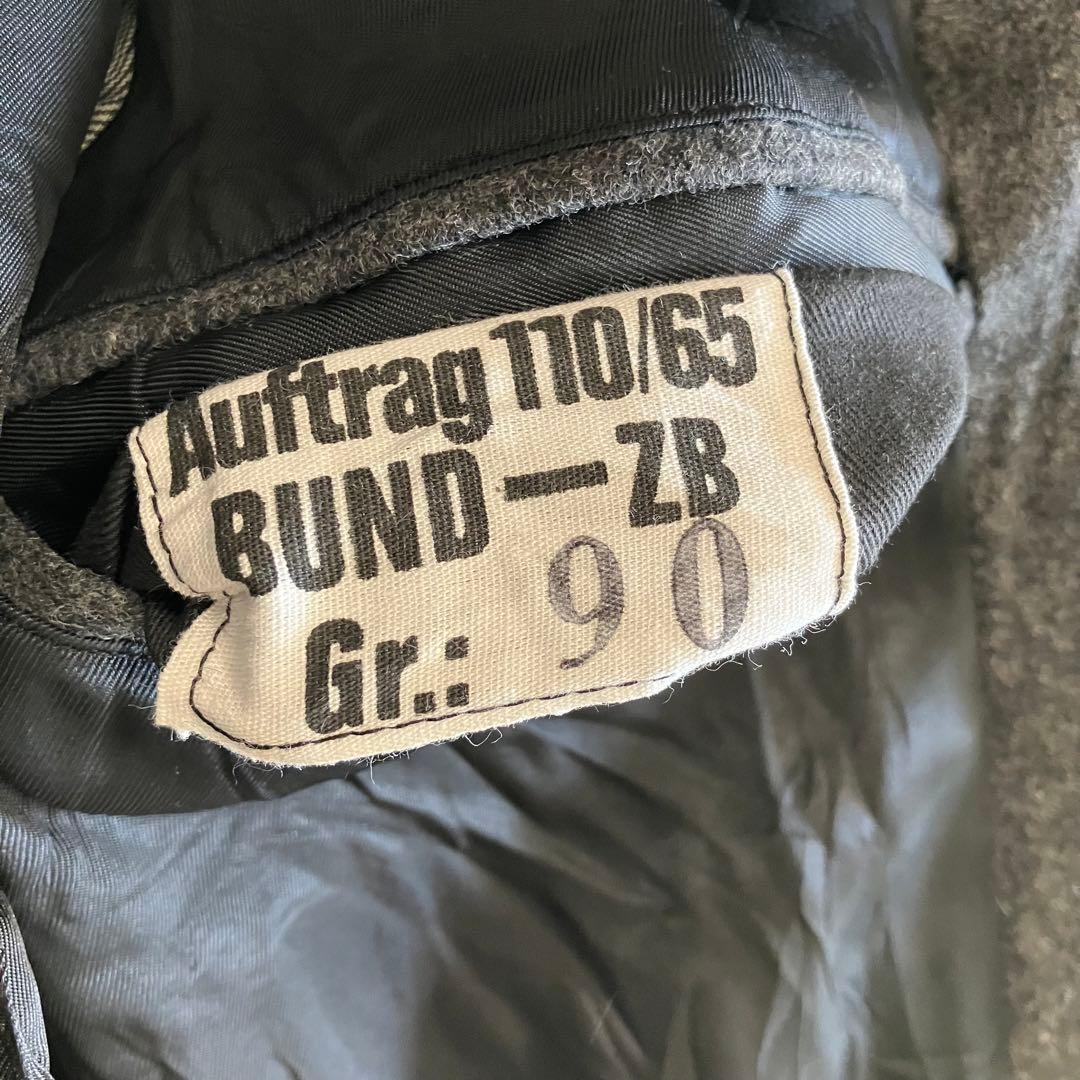 Auftrag 110/65
BUND — ZB
Gr.: 90